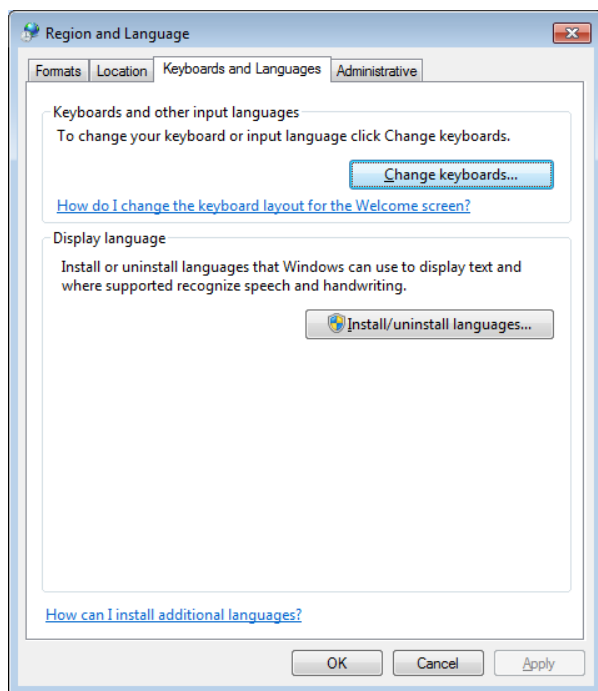 Region and Language
Formats Location Keyboards and Languages Administrative
Keyboards and other input languages
To change your keyboard or input language click Change keyboards.
Change keyboards...
How do I change the keyboard layout for the Welcome screen?
Display language
Install or uninstall languages that Windows can use to display text and
where supported recognize speech and handwriting.
Install/uninstall languages...
How can I install additional languages?
OK Cancel Apply